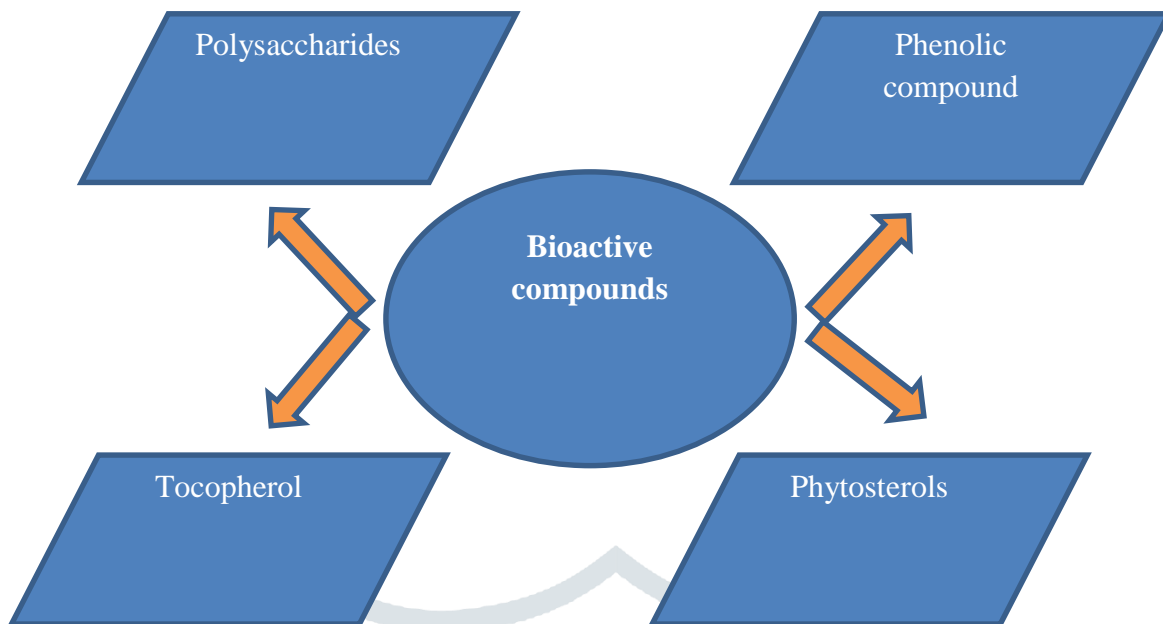 Polysaccharides
Phenolic
compound
Bioactive
compounds
Tocopherol
Phytosterols